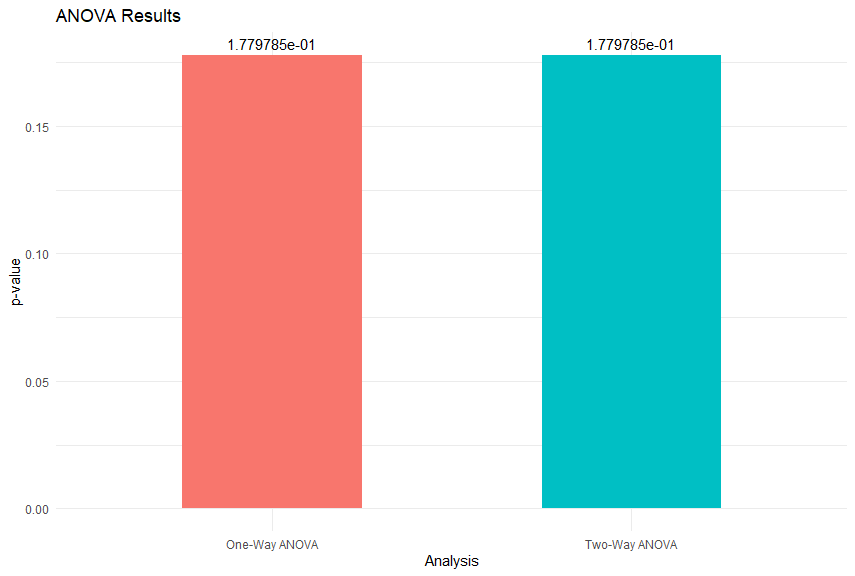 ANOVA Results
1.779785e-01 1.779785e-01
p-value
0.15
0.10
0.05
0.00
One-Way ANOVA Two-Way ANOVA
Analysis